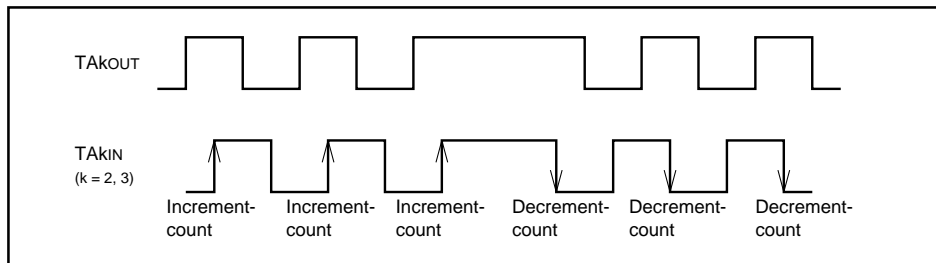 TAkOUT
TAkIN
(k = 2, 3)
Increment-
count
Increment-
count
Increment-
count
Decrement-
count
Decrement-
count
Decrement-
count